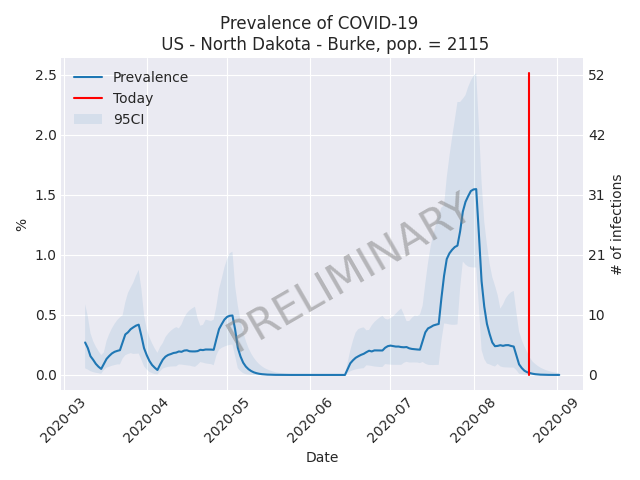 Prevalence of COVID-19
US - North Dakota - Burke, pop. = 2115
Prevalence
Today
95CI
PRELIMINARY
2.5
2.0
1.5
1.0
0.5
0.0
%
52
42
31
21
10
0
# of infections
2020-03
2020-04
2020-05
2020-06
2020-07
2020-08
2020-09
Date